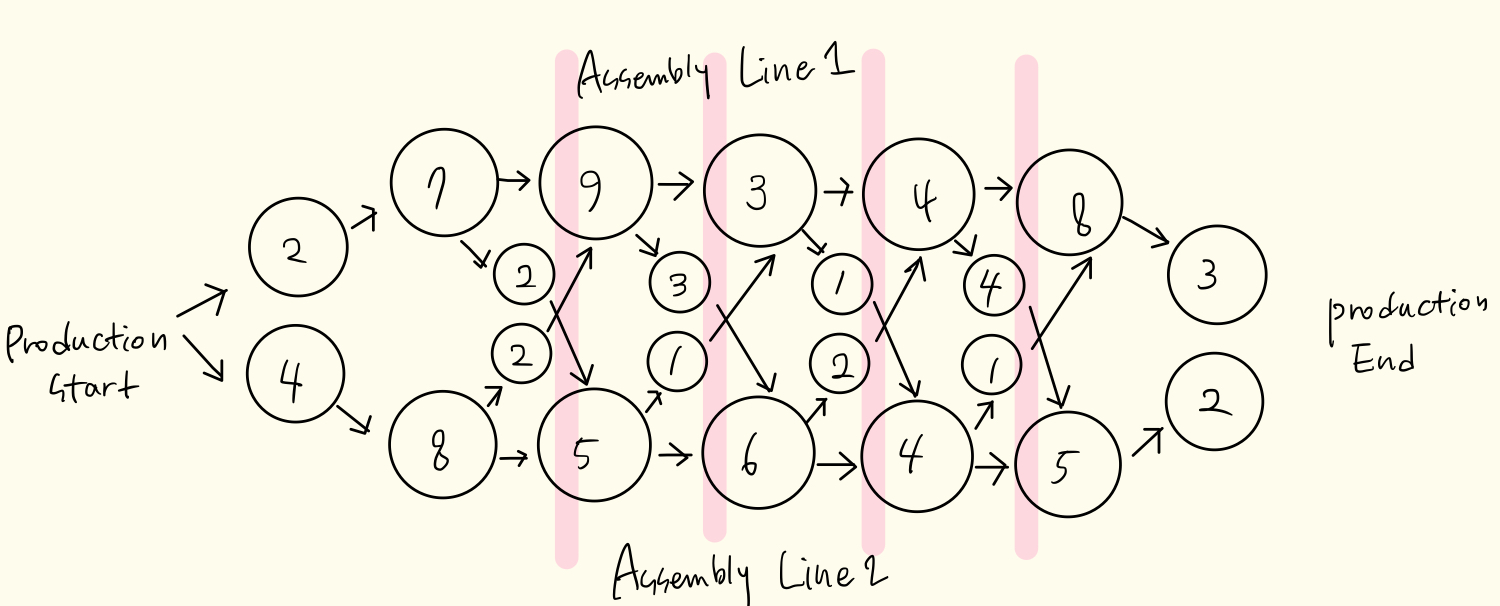 Assembly Line 1
7 9 3 4 8
2 3
2 3 1 4
Production
Start
production
End
4 2 1 2 1 2
8 5 6 4 5
Assembly Line 2